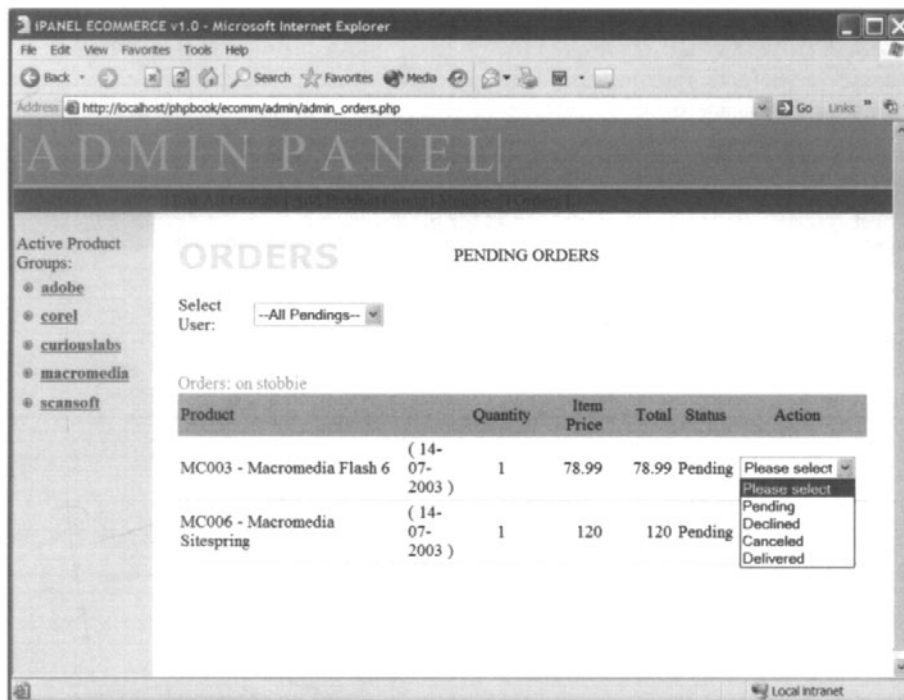 iPANEL ECOMMERCE v1.0 - Microsoft Internet Explorer
File Edit View Favorites Tools Help
Back Search Favorites Media
Address http://localhost/phpbook/ecomm/admin/admin_orders.php Go Links »
|ADMIN PANEL|
Active Product Groups:
adobe
corel
curiouslabs
macromedia
scansoft
ORDERS PENDING ORDERS
Select User: --All Pendings--
Orders: on stobbie
Product Quantity Item Price Total Status Action
MC003 - Macromedia Flash 6 ( 14-07-2003 ) 1 78.99 78.99 Pending Please select
MC006 - Macromedia Sitespring ( 14-07-2003 ) 1 120 120 Pending
Please select
Pending
Declined
Canceled
Delivered
Local intranet